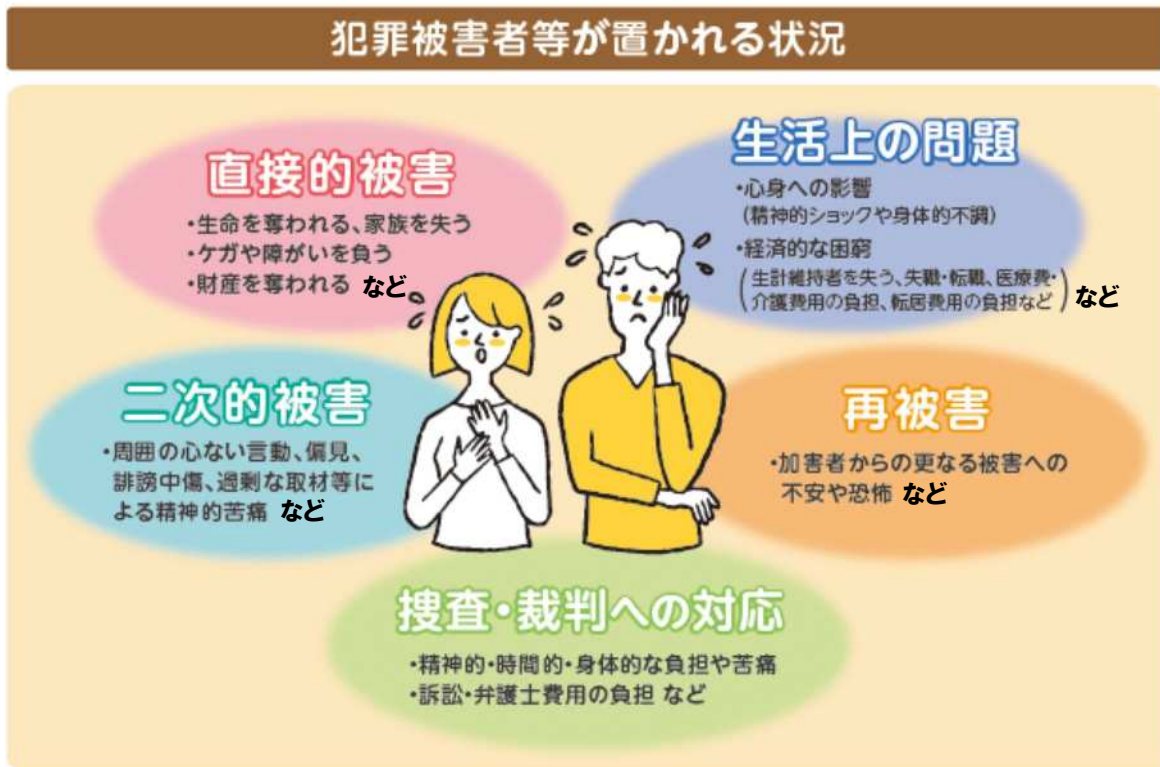 犯罪被害者等が置かれる状況
直接的被害
・生命を奪われる、家族を失う
・ケガや障がいを負う
・財産を奪われる など
生活上の問題
・心身への影響
(精神的ショックや身体的不調)
・経済的な困窮
(生計維持者を失う、失職・転職、医療費・
介護費用の負担、転居費用の負担など) など
二次的被害
・周囲の心ない言動、偏見、
誹謗中傷、過剰な取材等に
よる精神的苦痛 など
再被害
・加害者からの更なる被害への
不安や恐怖 など
捜査・裁判への対応
・精神的・時間的・身体的な負担や苦痛
・訴訟・弁護士費用の負担 など